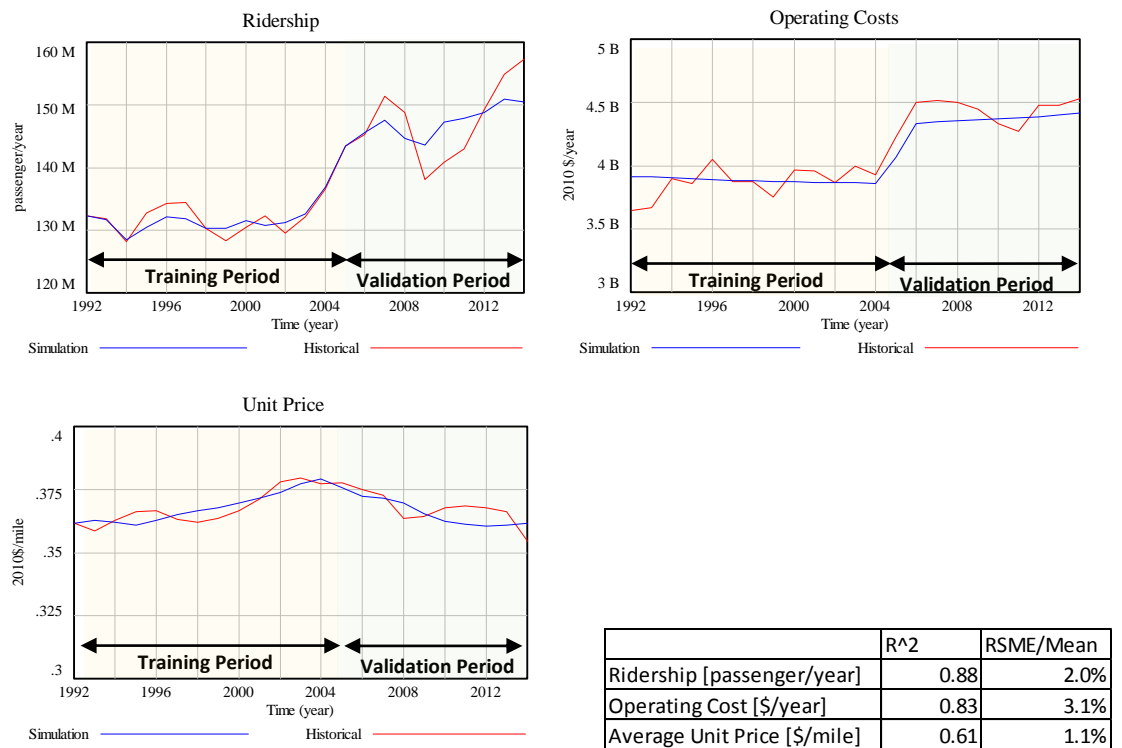 Ridership
160 M
150 M
140 M
130 M
120 M
passenger/year
Training Period
Validation Period
1992 1996 2000 2004 2008 2012
Time (year)
Simulation Historical
Operating Costs
5 B
4.5 B
4 B
3.5 B
3 B
2010 $/year
Training Period
Validation Period
1992 1996 2000 2004 2008 2012
Time (year)
Simulation Historical
Unit Price
.4
.375
.35
.325
.3
2010$/mile
Training Period
Validation Period
1992 1996 2000 2004 2008 2012
Time (year)
Simulation Historical
R^2 RSME/Mean
Ridership [passenger/year] 0.88 2.0%
Operating Cost [$/year] 0.83 3.1%
Average Unit Price [$/mile] 0.61 1.1%